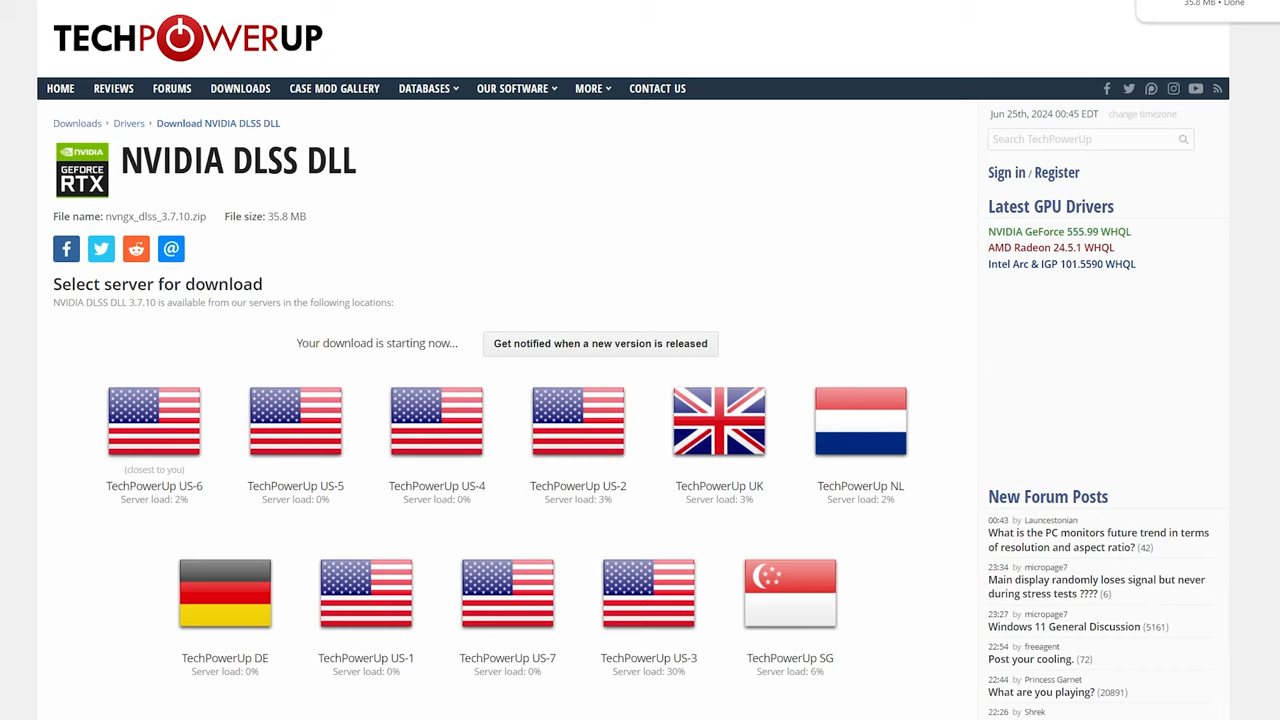 35.8 MB • Done
TECHPOWERUP
HOME REVIEWS FORUMS DOWNLOADS CASE MOD GALLERY DATABASES OUR SOFTWARE MORE CONTACT US
Downloads › Drivers › Download NVIDIA DLSS DLL
Jun 25th, 2024 00:45 EDT change timezone
Search TechPowerUp
NVIDIA
GEFORCE
RTX
NVIDIA DLSS DLL
Sign in / Register
File name: nvngx_dlss_3.7.10.zip File size: 35.8 MB
Latest GPU Drivers
NVIDIA GeForce 555.99 WHQL
AMD Radeon 24.5.1 WHQL
Intel Arc & IGP 101.5590 WHQL
Select server for download
NVIDIA DLSS DLL 3.7.10 is available from our servers in the following locations:
Your download is starting now... Get notified when a new version is released
(closest to you)
TechPowerUp US-6 TechPowerUp US-5 TechPowerUp US-4 TechPowerUp US-2 TechPowerUp UK TechPowerUp NL
Server load: 2% Server load: 0% Server load: 0% Server load: 3% Server load: 3% Server load: 2%
TechPowerUp DE TechPowerUp US-1 TechPowerUp US-7 TechPowerUp US-3 TechPowerUp SG
Server load: 0% Server load: 0% Server load: 0% Server load: 30% Server load: 6%
New Forum Posts
00:43 by Launcestonian
What is the PC monitors future trend in terms
of resolution and aspect ratio? (42)
23:34 by micropage7
Main display randomly loses signal but never
during stress tests ???? (6)
23:27 by micropage7
Windows 11 General Discussion (5161)
22:54 by freeagent
Post your cooling. (72)
22:44 by Princess Garnet
What are you playing? (20891)
22:26 by Shrek